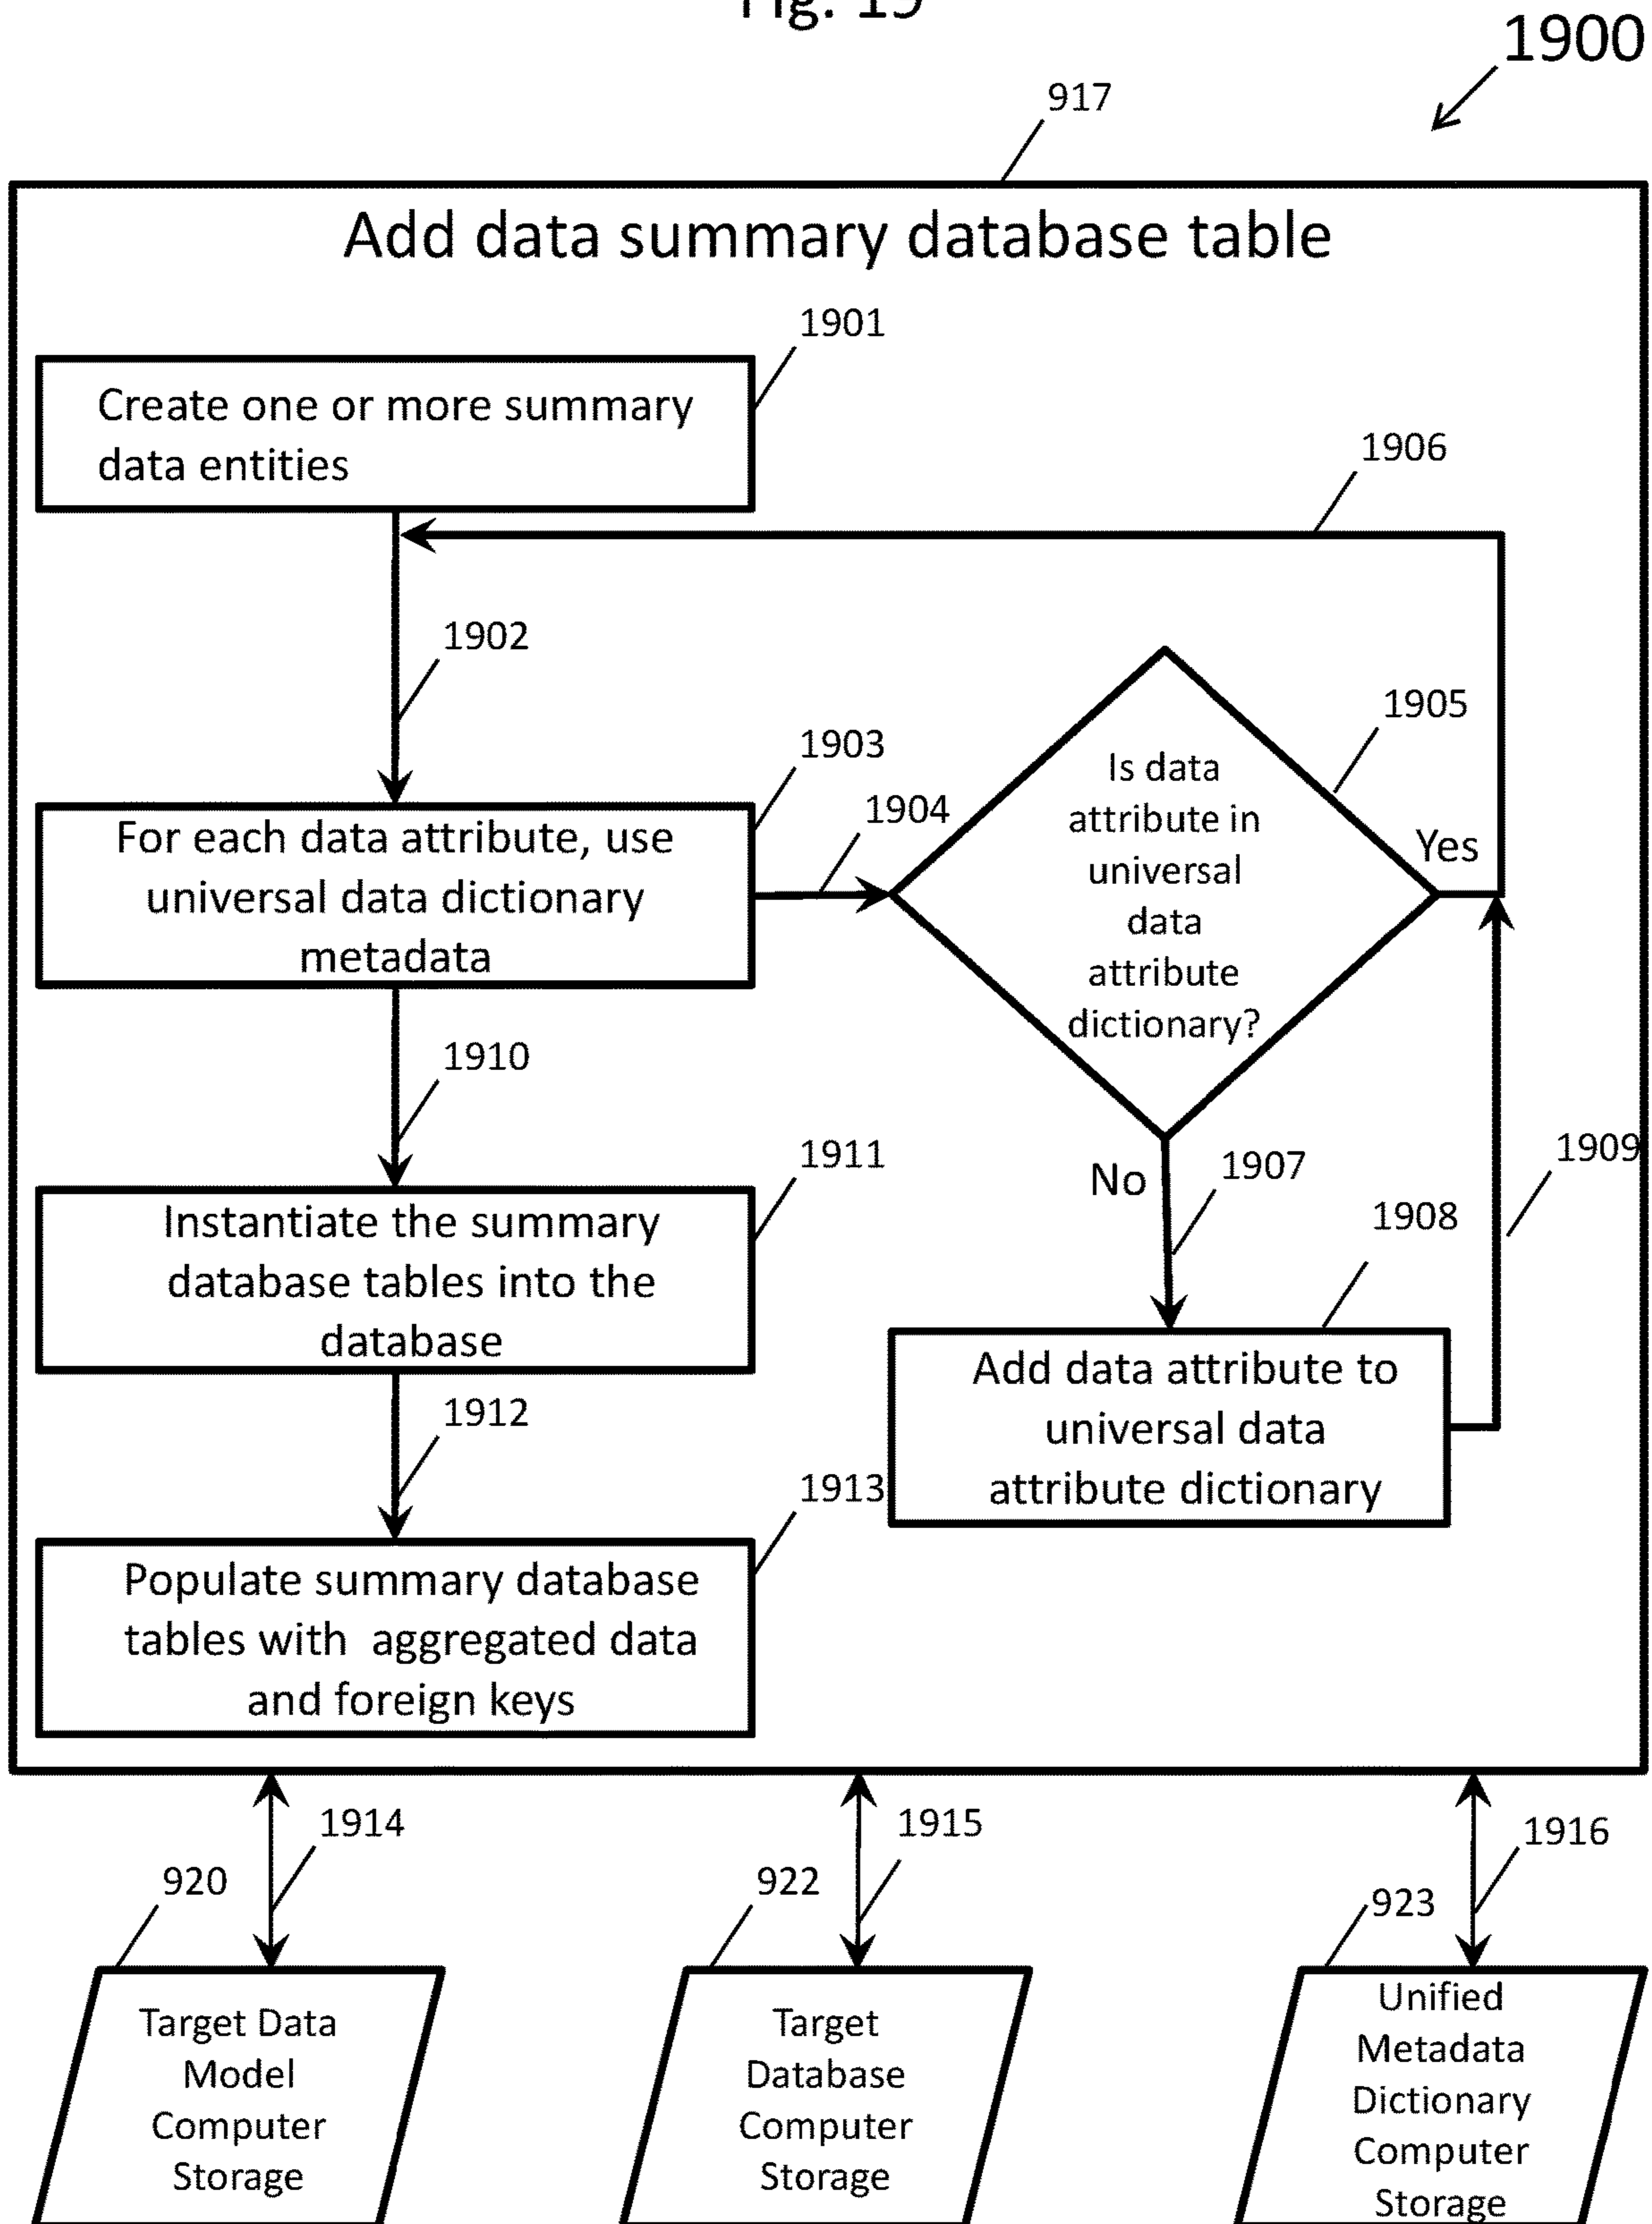 Fig. 19
1900
917
Add data summary database table
1901
Create one or more summary
data entities
1906
1902
1903
For each data attribute, use
universal data dictionary
metadata
1904
1905
Is data
attribute in
universal
data
attribute
dictionary?
Yes
1910
1911
Instantiate the summary
database tables into the
database
No
1907
1909
1908
Add data attribute to
universal data
attribute dictionary
1912
1913
Populate summary database
tables with aggregated data
and foreign keys
1914
1915
1916
920
922
923
Target Data
Model
Computer
Storage
Target
Database
Computer
Storage
Unified
Metadata
Dictionary
Computer
Storage